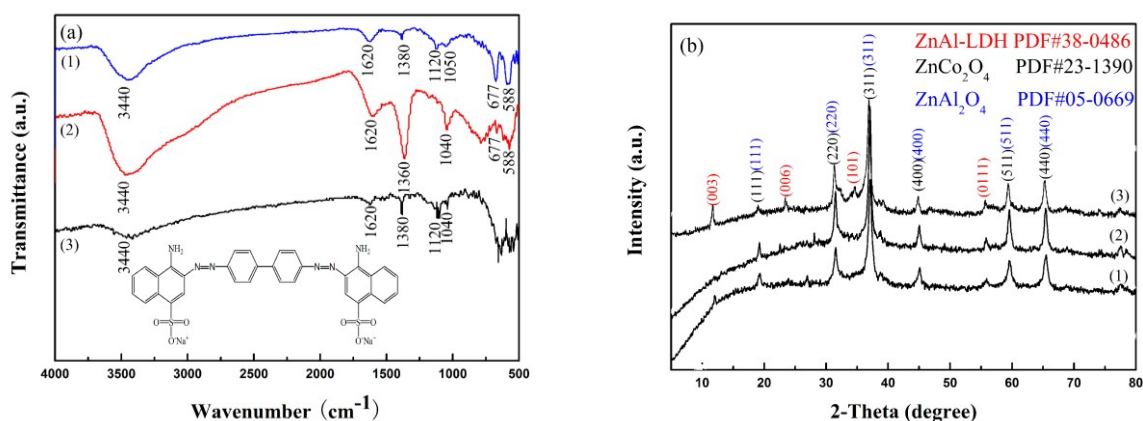 (a)
(1)
3440
1620
1380
1120
1050
677
588
(2)
3440
1620
1360
1040
677
588
(3)
3440
1620
1380
1120
1040
NH₂
NH₂
N=N
N=N
O=S=O
O=S=O
O⁻Na⁺
O⁻Na⁺
4000 3500 3000 2500 2000 1500 1000 500
Wavenumber (cm⁻¹)
Transmittance (a.u.)
(b)
ZnAl-LDH PDF#38-0486
ZnCo₂O₄ PDF#23-1390
ZnAl₂O₄ PDF#05-0669
(003)
(111)(111)
(006)
(220)(220)
(101)
(311)(311)
(400)(400)
(0111)
(511)(511)
(440)(440)
(3)
(2)
(1)
10 20 30 40 50 60 70 80
2-Theta (degree)
Intensity (a.u.)